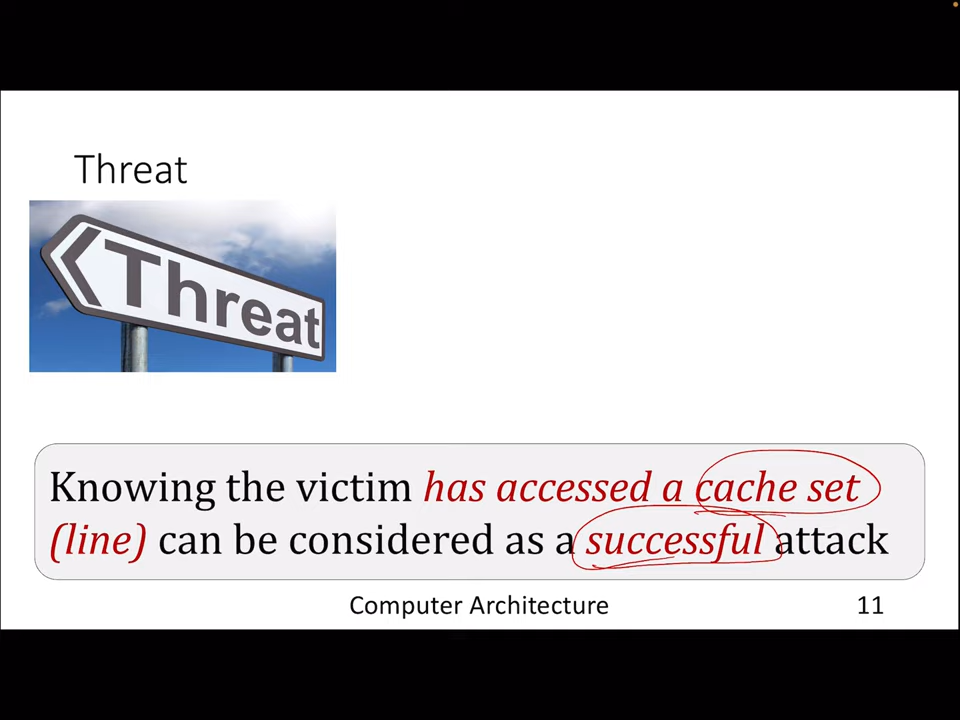 Threat
Threat
Knowing the victim has accessed a cache set
(line) can be considered as a successful attack
Computer Architecture 11